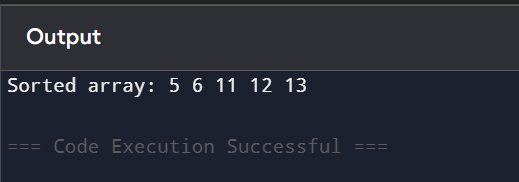 Output
Sorted array: 5 6 11 12 13
=== Code Execution Successful ===